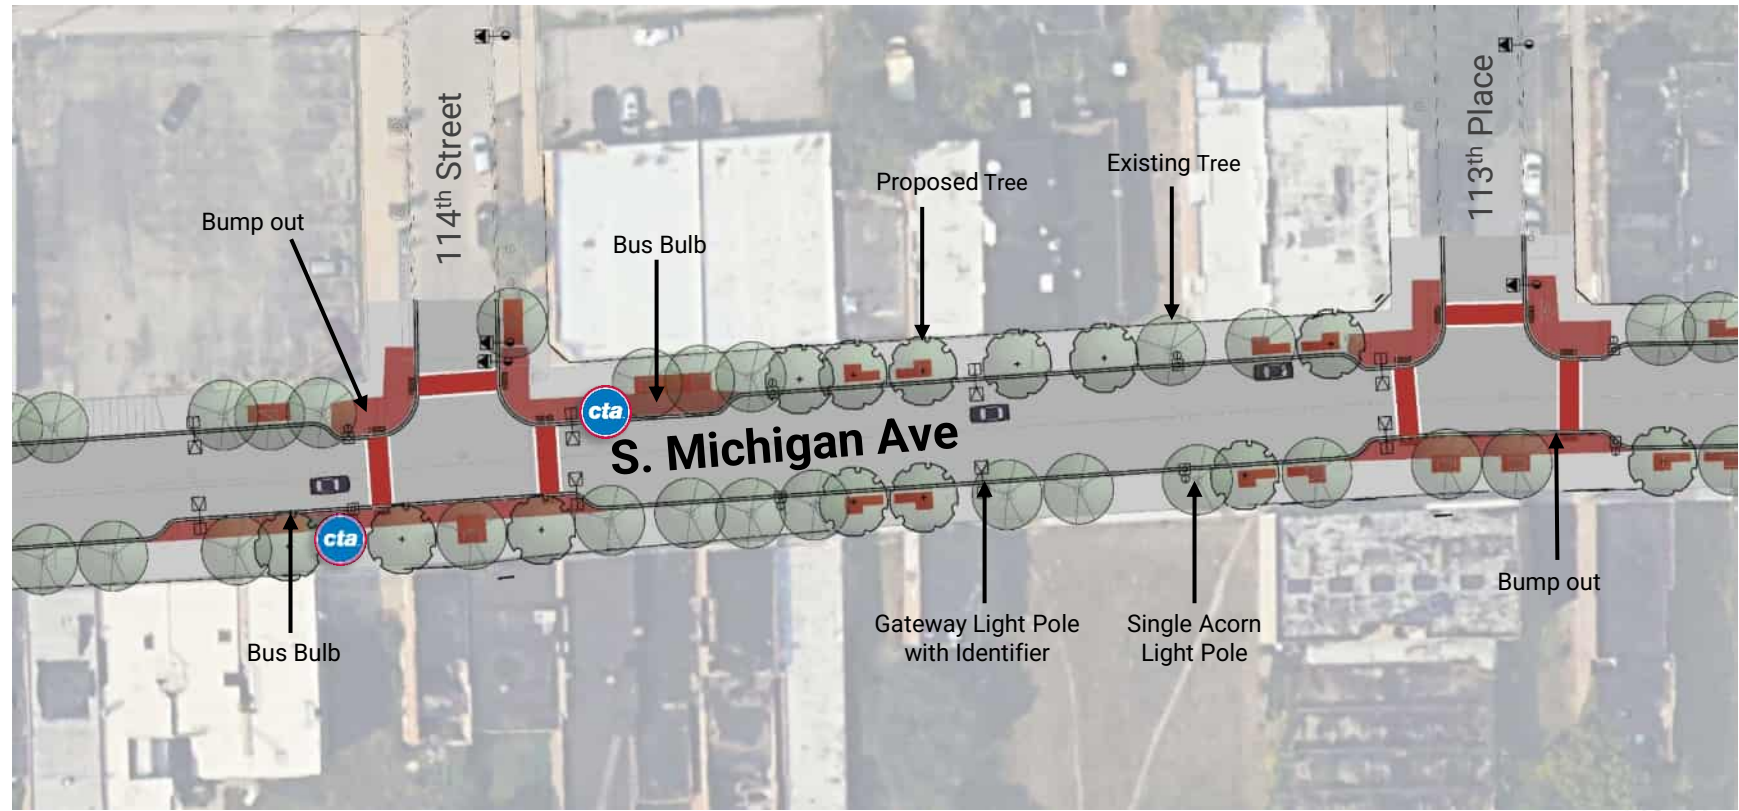 114th Street
113th Place
Existing Tree
Proposed Tree
Bump out
Bus Bulb
cta
S. Michigan Ave
cta
Bump out
Gateway Light Pole
with Identifier
Single Acorn
Light Pole
Bus Bulb